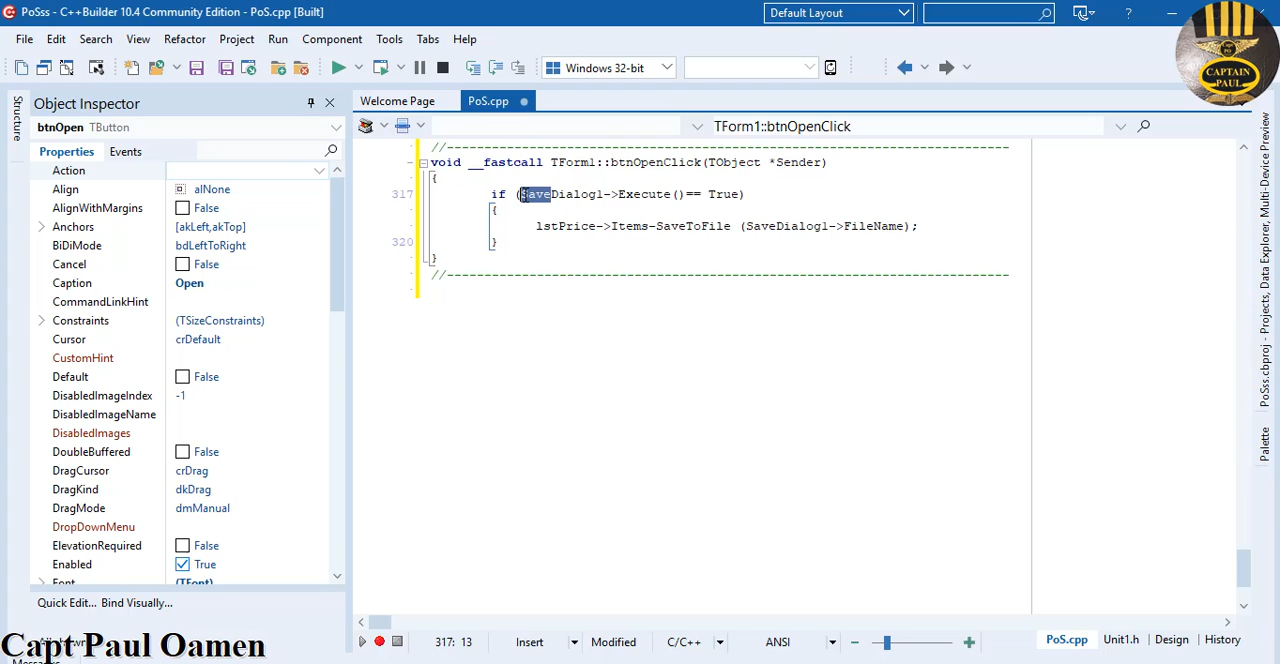 PoSss - C++Builder 10.4 Community Edition - PoS.cpp [Built]
Default Layout
?
File Edit Search View Refactor Project Run Component Tools Tabs Help
Windows 32-bit
CAPTAIN
PAUL
Structure
Object Inspector
btnOpen TButton
Properties Events
Action
Align alNone
AlignWithMargins False
Anchors [akLeft,akTop]
BiDiMode bdLeftToRight
Cancel False
Caption Open
CommandLinkHint
Constraints (TSizeConstraints)
Cursor crDefault
CustomHint
Default False
DisabledImageIndex -1
DisabledImageName
DisabledImages
DoubleBuffered False
DragCursor crDrag
DragKind dkDrag
DragMode dmManual
DropDownMenu
ElevationRequired False
Enabled True
Font (TFont)
Quick Edit... Bind Visually...
All shown
Capt Paul Oamen
Messages
Welcome Page PoS.cpp
TForm1::btnOpenClick
//---------------------------------------------------------------------------
void __fastcall TForm1::btnOpenClick(TObject *Sender)
{
317 if (SaveDialog1->Execute()== True)
{
lstPrice->Items-SaveToFile (SaveDialog1->FileName);
320 }
}
//---------------------------------------------------------------------------
317: 13 Insert Modified C/C++ ANSI
PoS.cpp Unit1.h Design History
PoSss.cbproj - Projects, Data Explorer, Multi-Device Preview
Palette